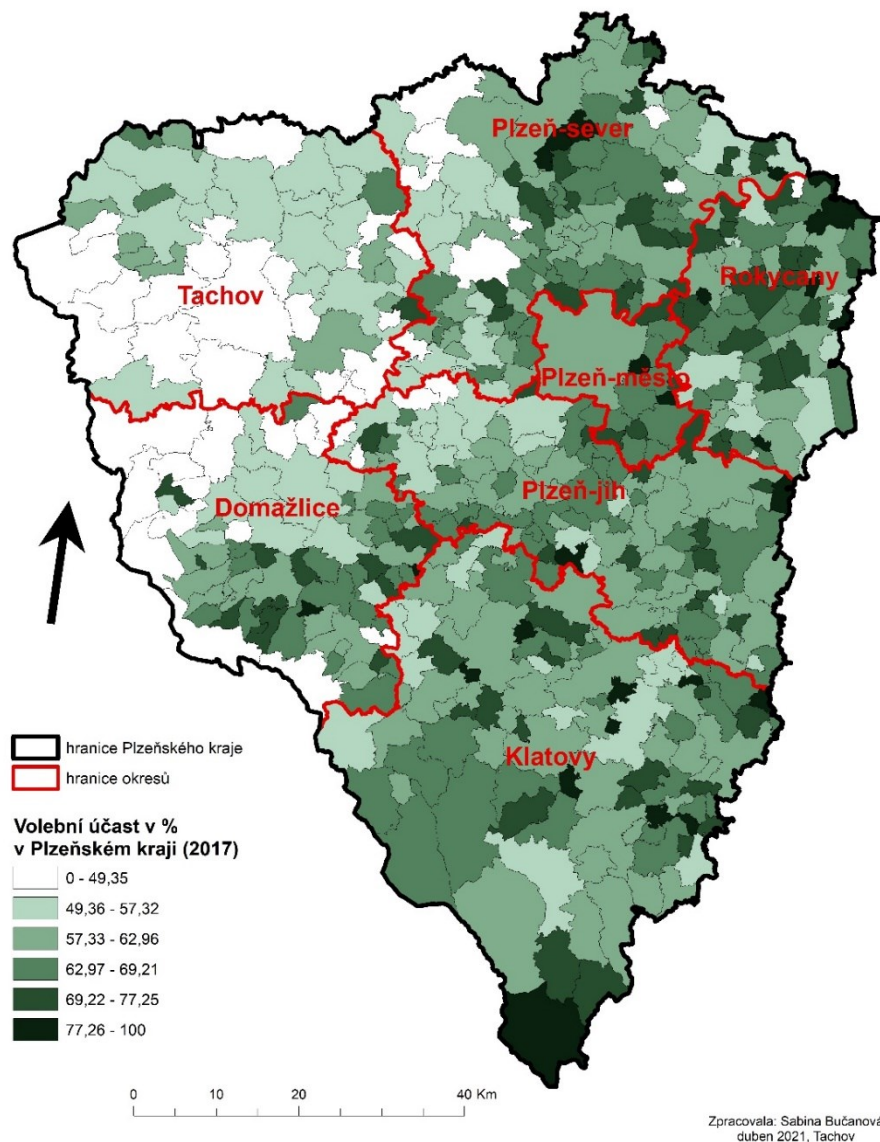 Plzeň-sever
Tachov
Rokycany
Plzeň-město
Domažlice
Plzeň-jih
Klatovy
hranice Plzeňského kraje
hranice okresů
Volební účast v %
v Plzeňském kraji (2017)
0 - 49,35
49,36 - 57,32
57,33 - 62,96
62,97 - 69,21
69,22 - 77,25
77,26 - 100
0 10 20 40 Km
Zpracovala: Sabina Bučanová
duben 2021, Tachov